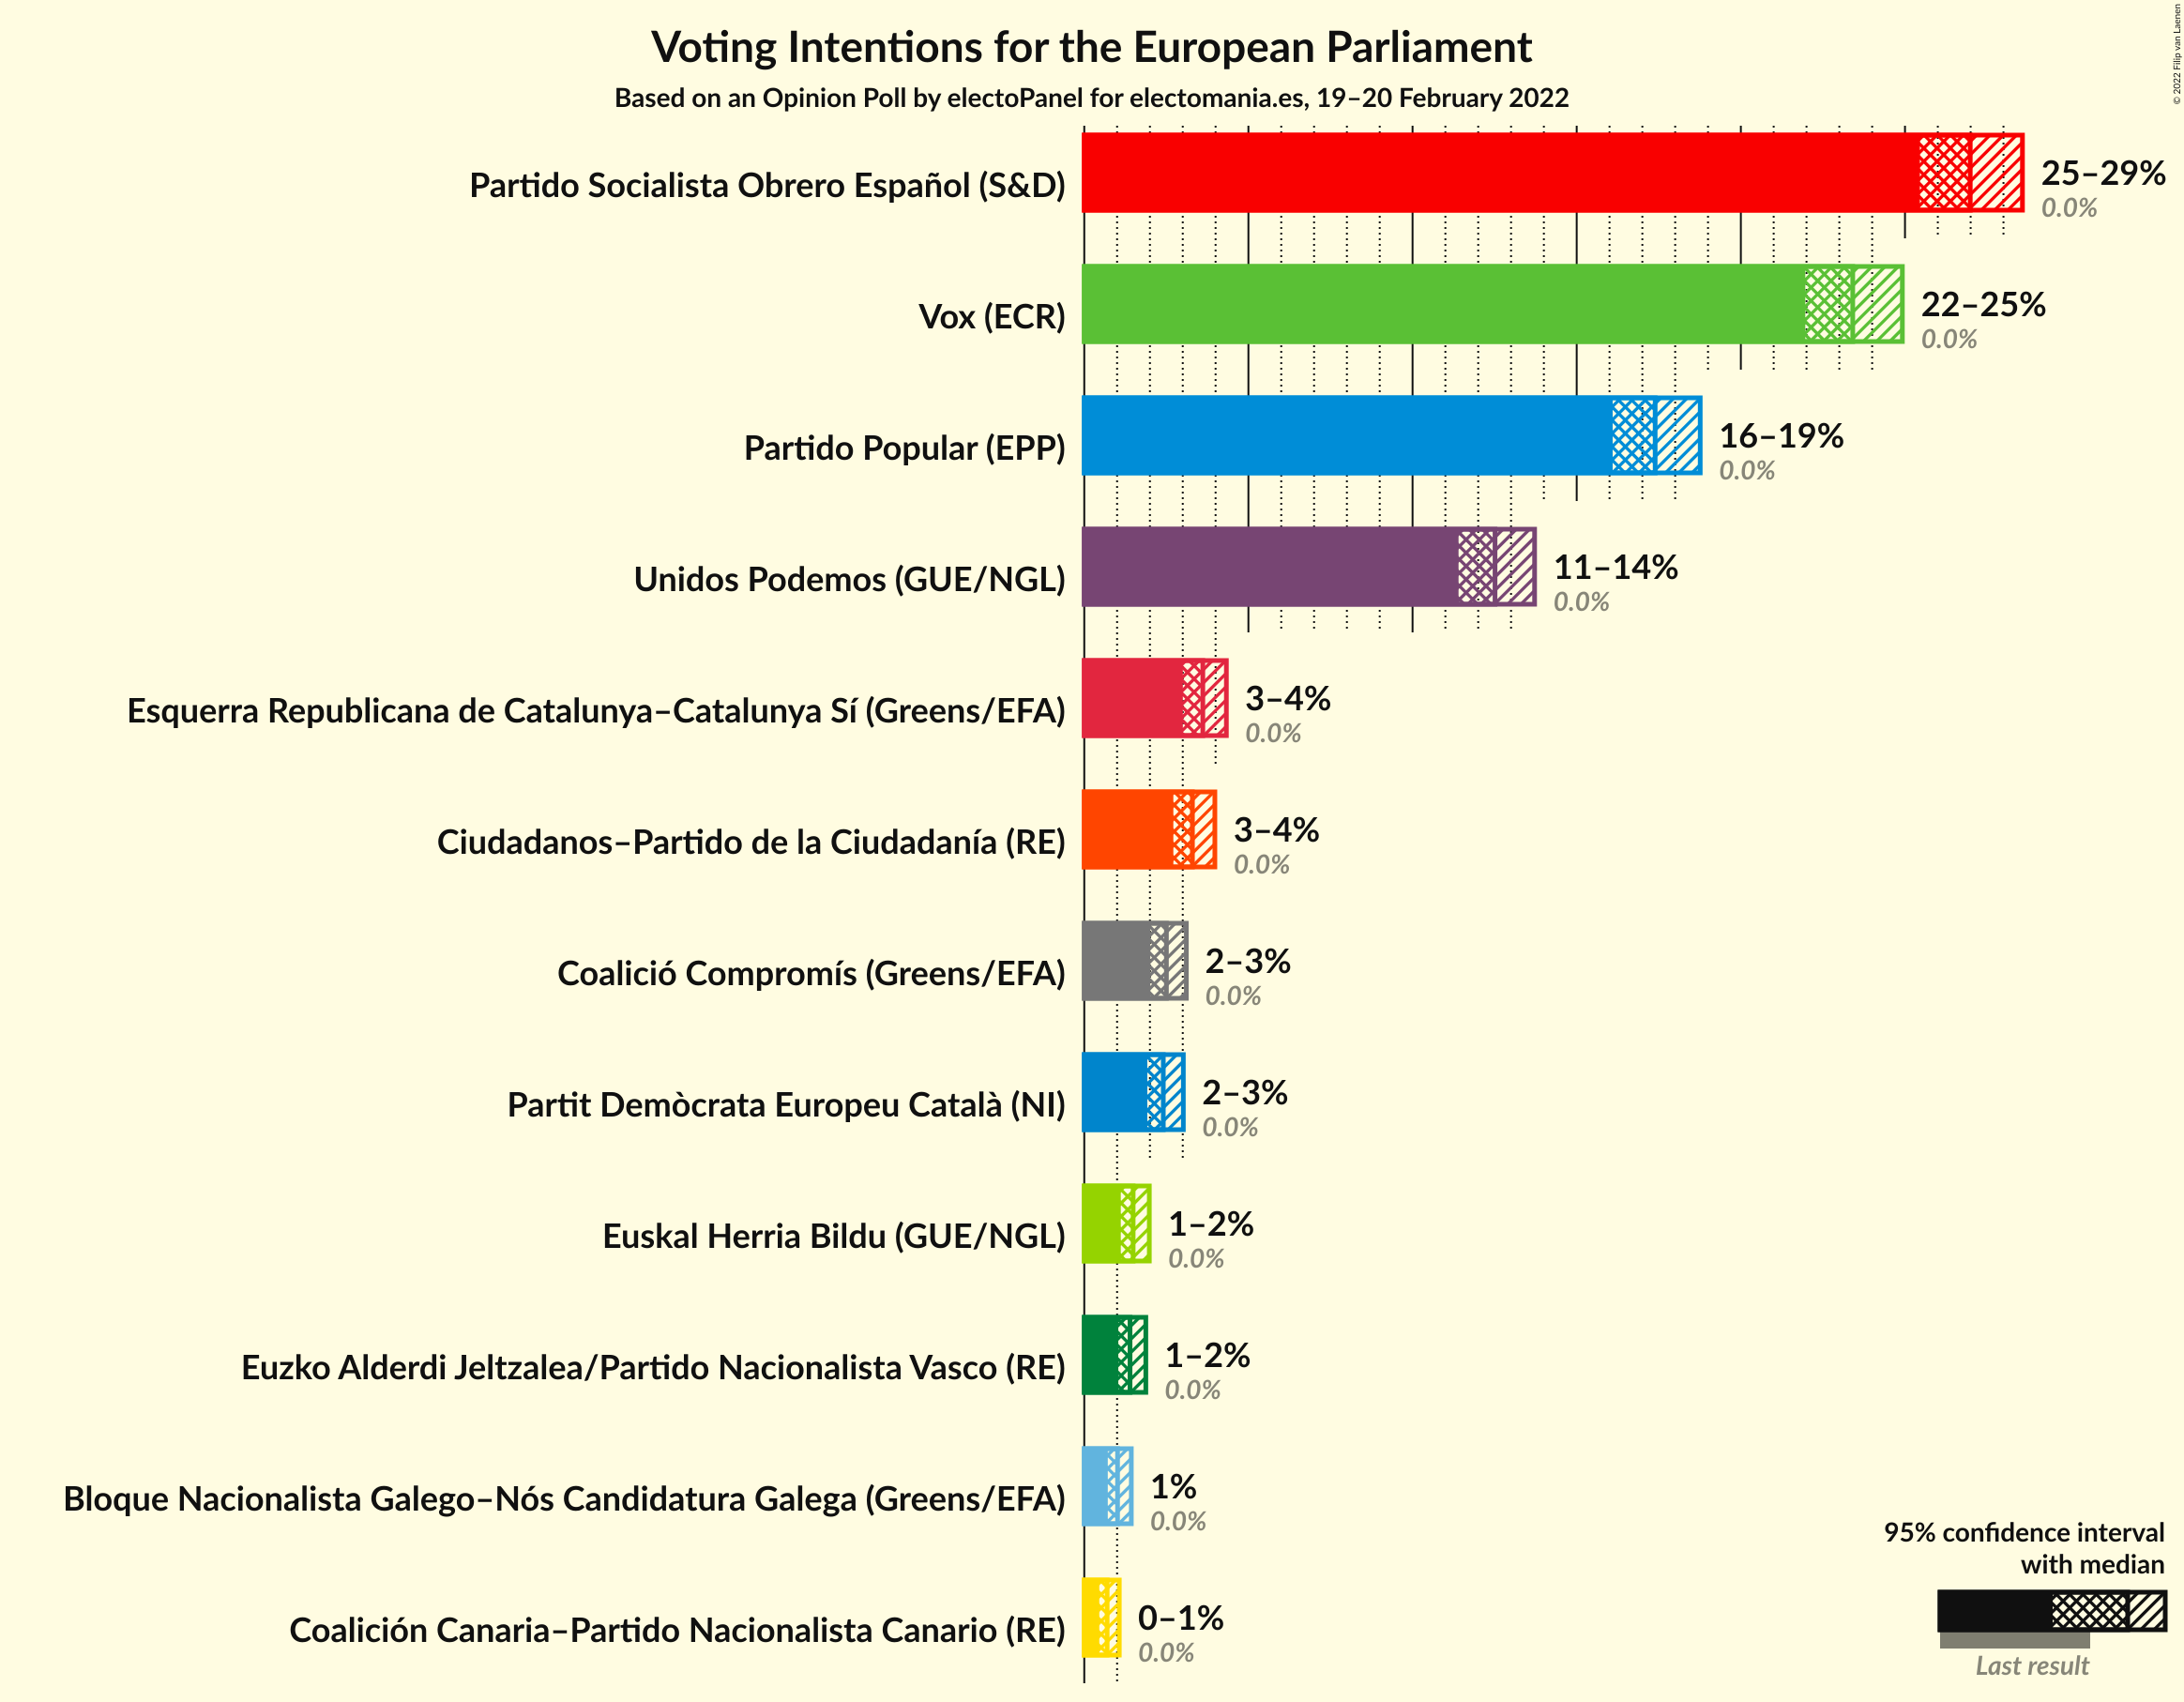 Voting Intentions for the European Parliament
Based on an Opinion Poll by electoPanel for electomania.es, 19–20 February 2022
© 2022 Filip van Laenen
Partido Socialista Obrero Español (S&D)
25–29%
0.0%
Vox (ECR)
22–25%
0.0%
Partido Popular (EPP)
16–19%
0.0%
Unidos Podemos (GUE/NGL)
11–14%
0.0%
Esquerra Republicana de Catalunya–Catalunya Sí (Greens/EFA)
3–4%
0.0%
Ciudadanos–Partido de la Ciudadanía (RE)
3–4%
0.0%
Coalició Compromís (Greens/EFA)
2–3%
0.0%
Partit Demòcrata Europeu Català (NI)
2–3%
0.0%
Euskal Herria Bildu (GUE/NGL)
1–2%
0.0%
Euzko Alderdi Jeltzalea/Partido Nacionalista Vasco (RE)
1–2%
0.0%
Bloque Nacionalista Galego–Nós Candidatura Galega (Greens/EFA)
1%
0.0%
Coalición Canaria–Partido Nacionalista Canario (RE)
0–1%
0.0%
95% confidence interval
with median
Last result